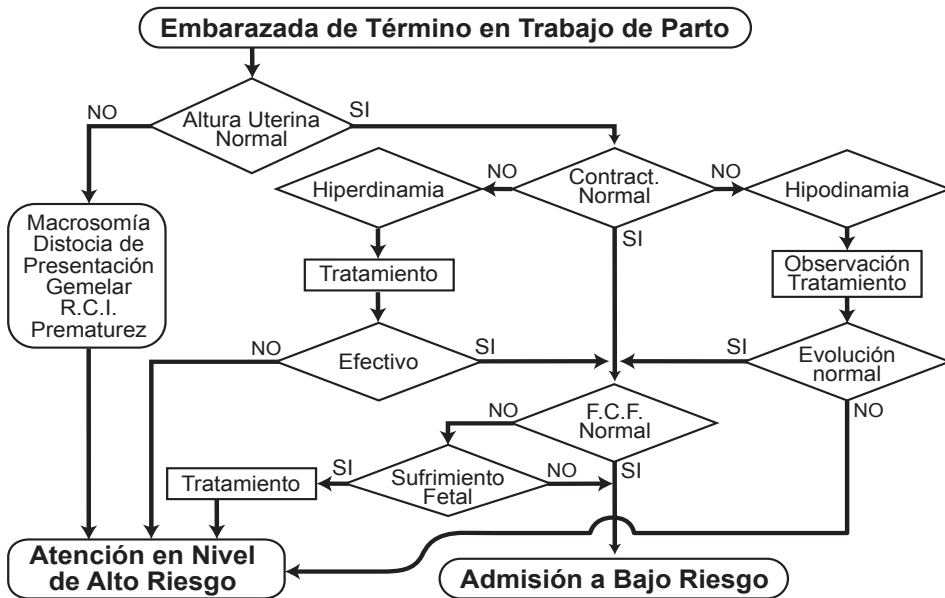 Embarazada de Término en Trabajo de Parto
NO
Altura Uterina
Normal
SI
Hiperdinamia
NO
Contract.
Normal
NO
Hipodinamia
SI
Macrosomía
Distocia de
Presentación
Gemelar
R.C.I.
Prematurez
Tratamiento
Observación
Tratamiento
NO
Efectivo
SI
SI
Evolución
normal
NO
NO
F.C.F.
Normal
SI
Tratamiento
SI
Sufrimiento
Fetal
NO
Atención en Nivel
de Alto Riesgo
Admisión a Bajo Riesgo